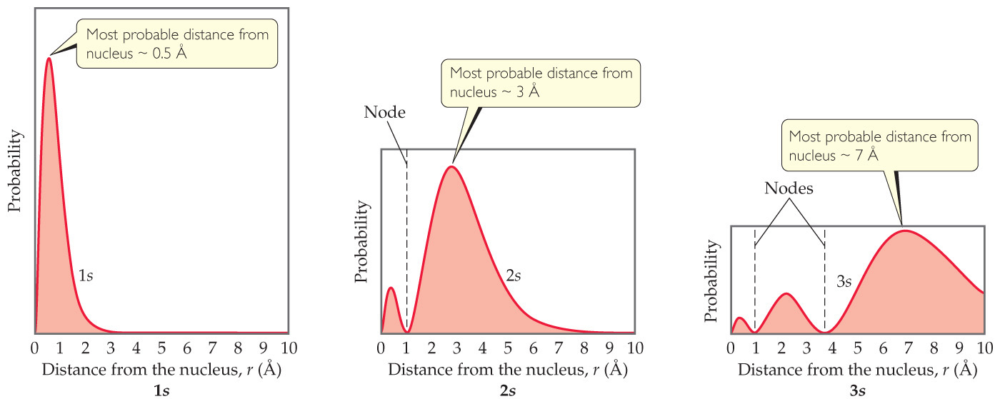 Most probable distance from
nucleus ~ 0.5 Å
Probability
1s
0 1 2 3 4 5 6 7 8 9 10
Distance from the nucleus, r (Å)
1s
Most probable distance from
nucleus ~ 3 Å
Node
Probability
2s
0 1 2 3 4 5 6 7 8 9 10
Distance from the nucleus, r (Å)
2s
Most probable distance from
nucleus ~ 7 Å
Nodes
Probability
3s
0 1 2 3 4 5 6 7 8 9 10
Distance from the nucleus, r (Å)
3s